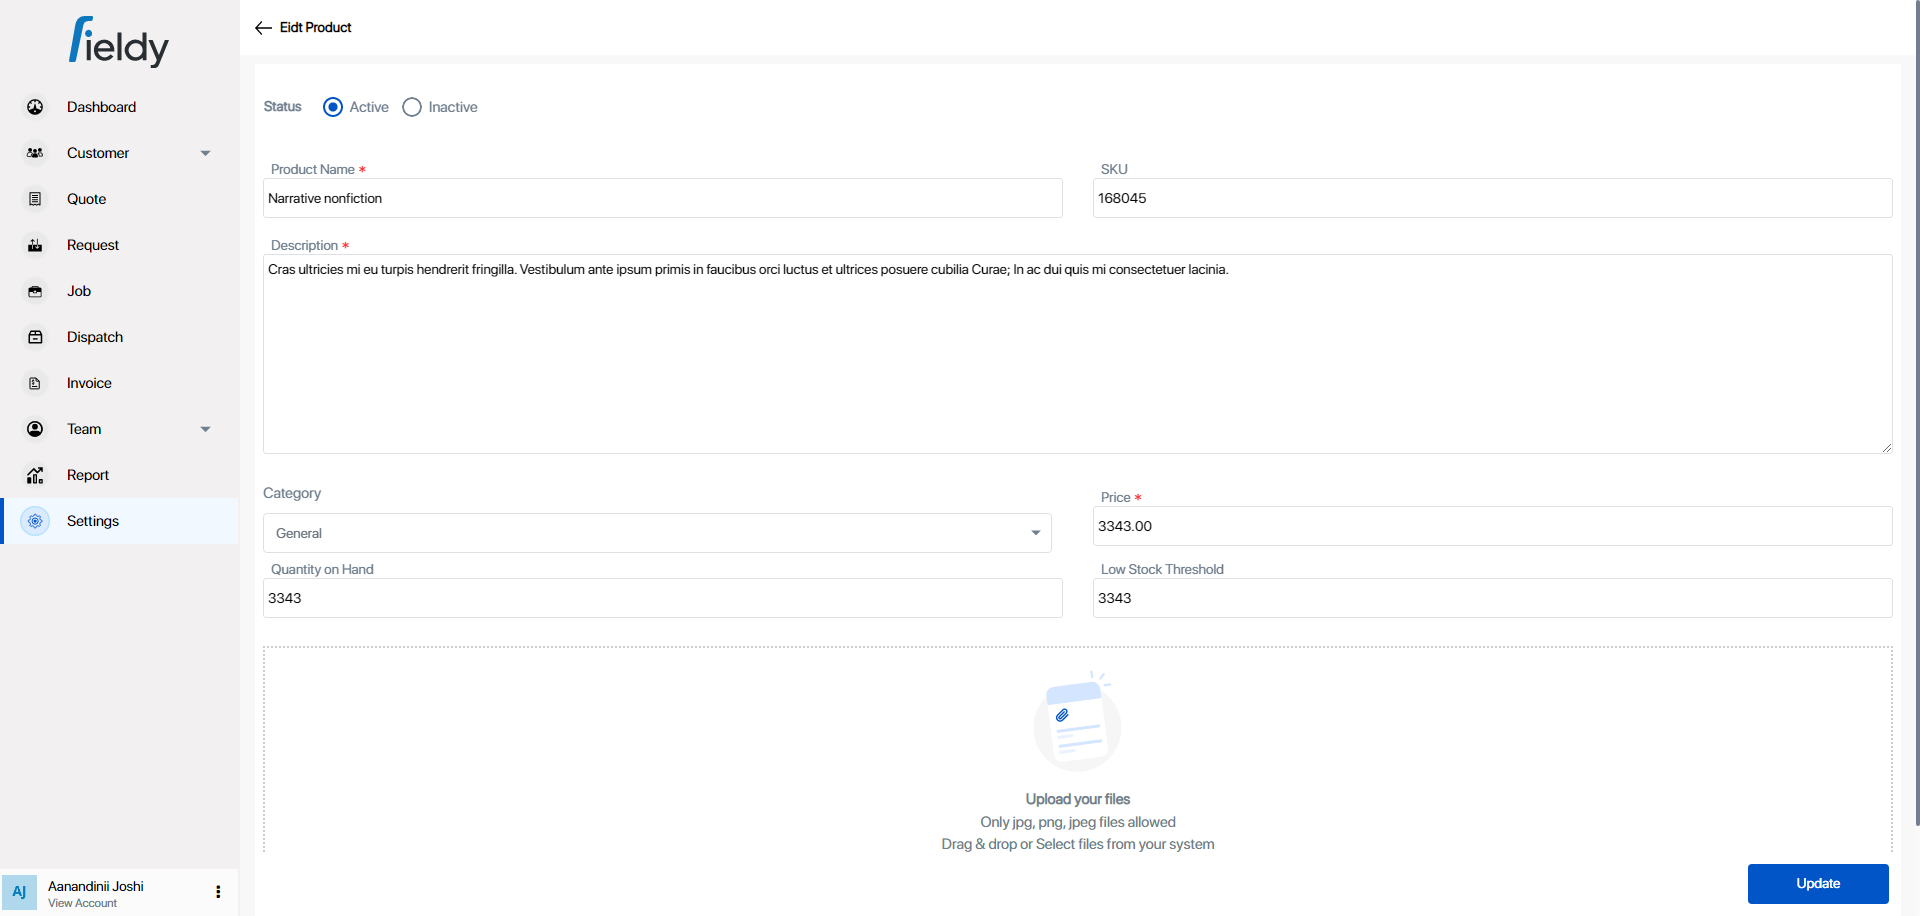 fieldy
Dashboard
Customer
Quote
Request
Job
Dispatch
Invoice
Team
Report
Settings
AJ
Aanandinii Joshi
View Account
Eidt Product
Status Active Inactive
Product Name *
Narrative nonfiction
SKU
168045
Description *
Cras ultricies mi eu turpis hendrerit fringilla. Vestibulum ante ipsum primis in faucibus orci luctus et ultrices posuere cubilia Curae; In ac dui quis mi consectetuer lacinia.
Category
General
Price *
3343.00
Quantity on Hand
3343
Low Stock Threshold
3343
Upload your files
Only jpg, png, jpeg files allowed
Drag & drop or Select files from your system
Update